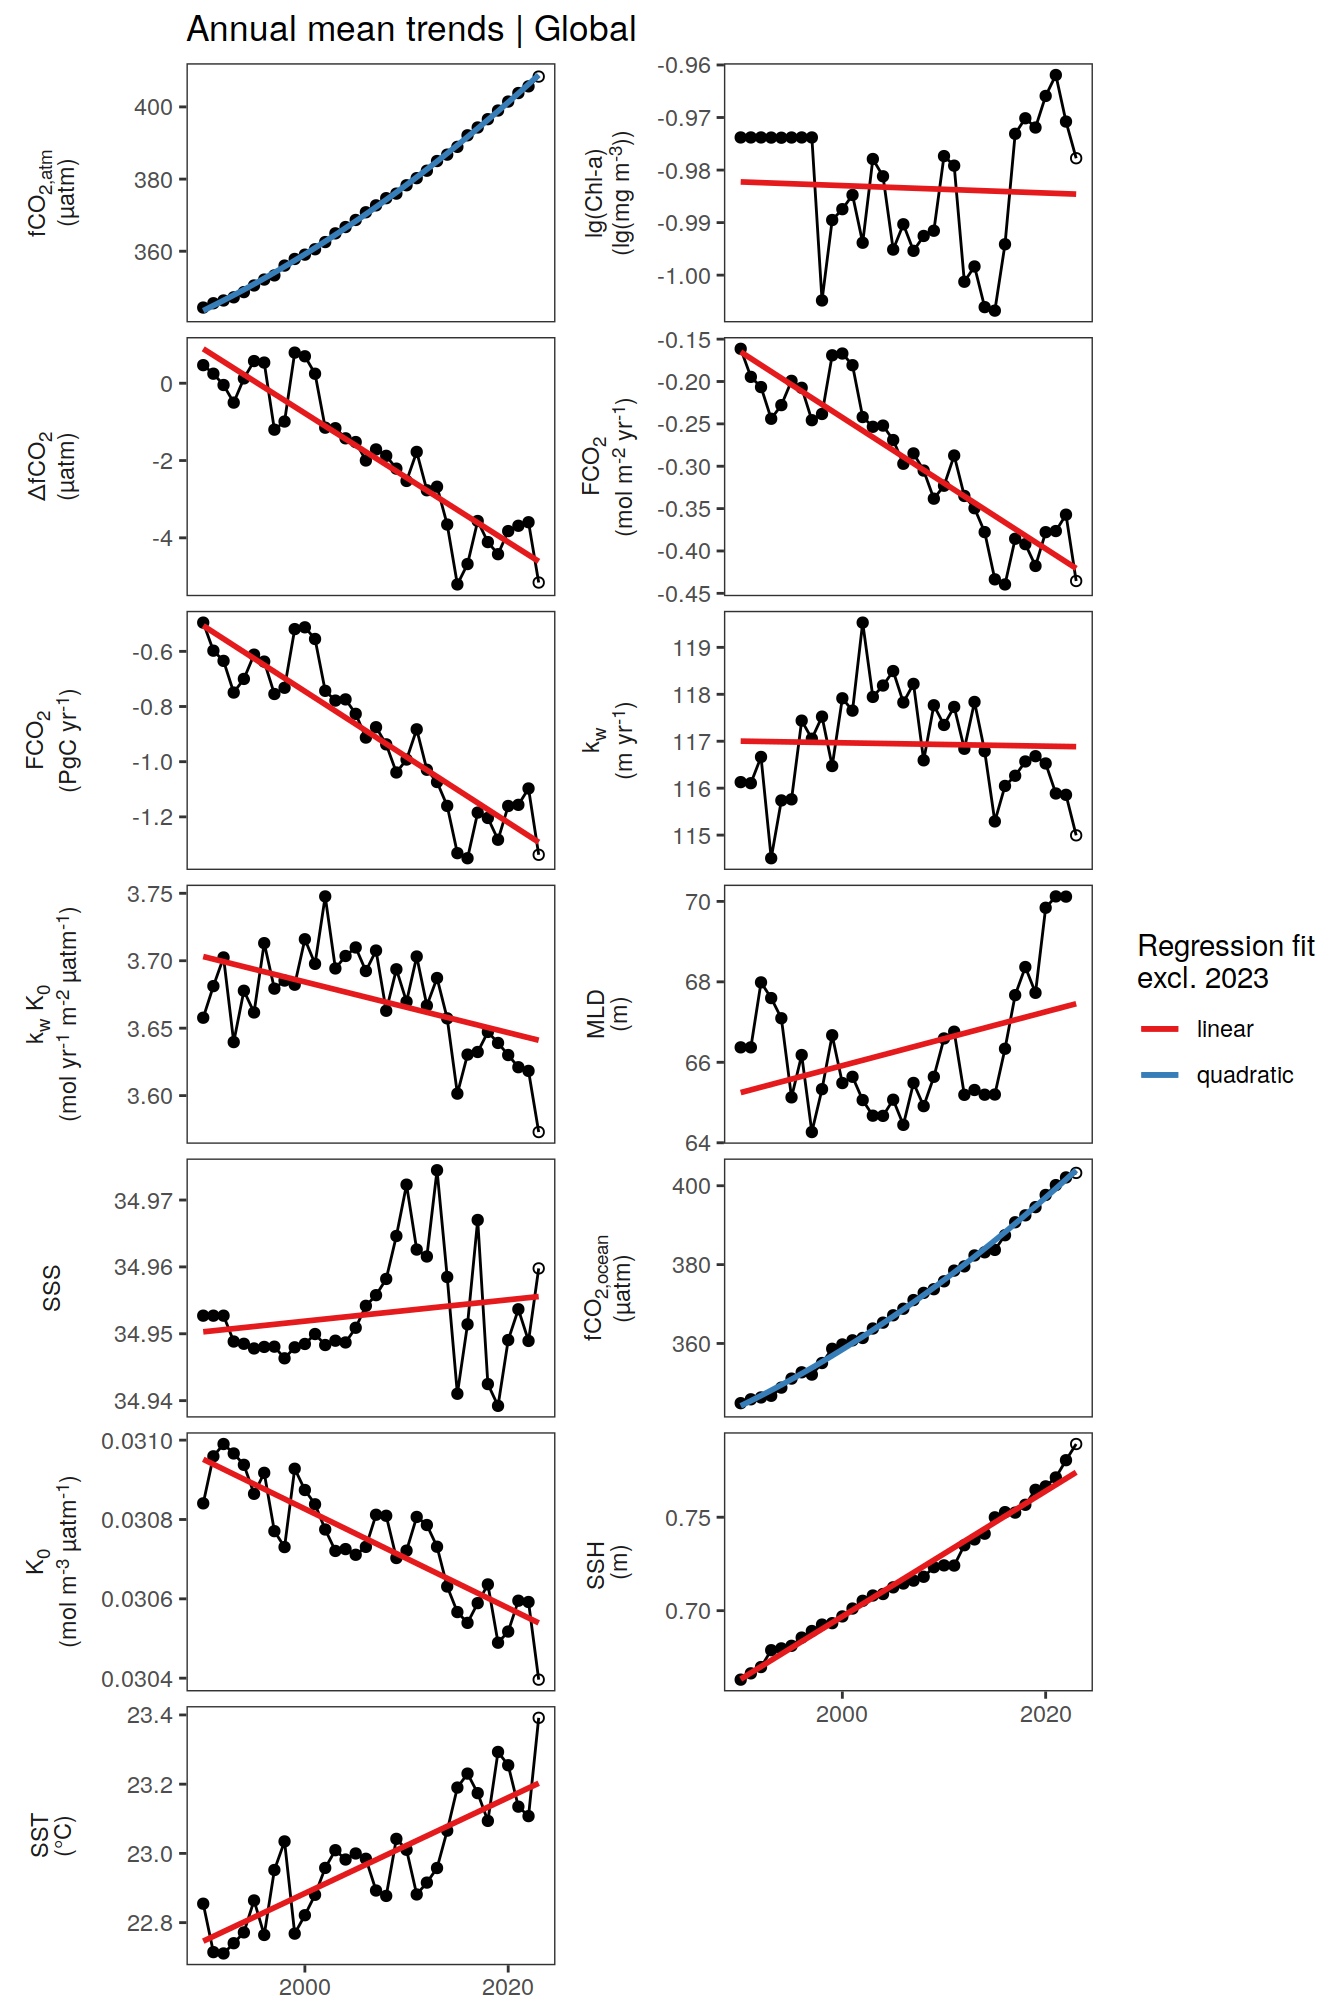 Annual mean trends | Global
fCO2,atm
(µatm)
400
380
360
lg(Chl-a)
(lg(mg m-3))
-0.96
-0.97
-0.98
-0.99
-1.00
ΔfCO2
(µatm)
0
-2
-4
FCO2
(mol m-2 yr-1)
-0.15
-0.20
-0.25
-0.30
-0.35
-0.40
-0.45
FCO2
(PgC yr-1)
-0.6
-0.8
-1.0
-1.2
kw
(m yr-1)
119
118
117
116
115
kw K0
(mol yr-1 m-2 µatm-1)
3.75
3.70
3.65
3.60
MLD
(m)
70
68
66
64
Regression fit
excl. 2023
linear
quadratic
SSS
34.97
34.96
34.95
34.94
fCO2,ocean
(µatm)
400
380
360
K0
(mol m-3 µatm-1)
0.0310
0.0308
0.0306
0.0304
SSH
(m)
0.75
0.70
2000
2020
SST
(°C)
23.4
23.2
23.0
22.8
2000
2020